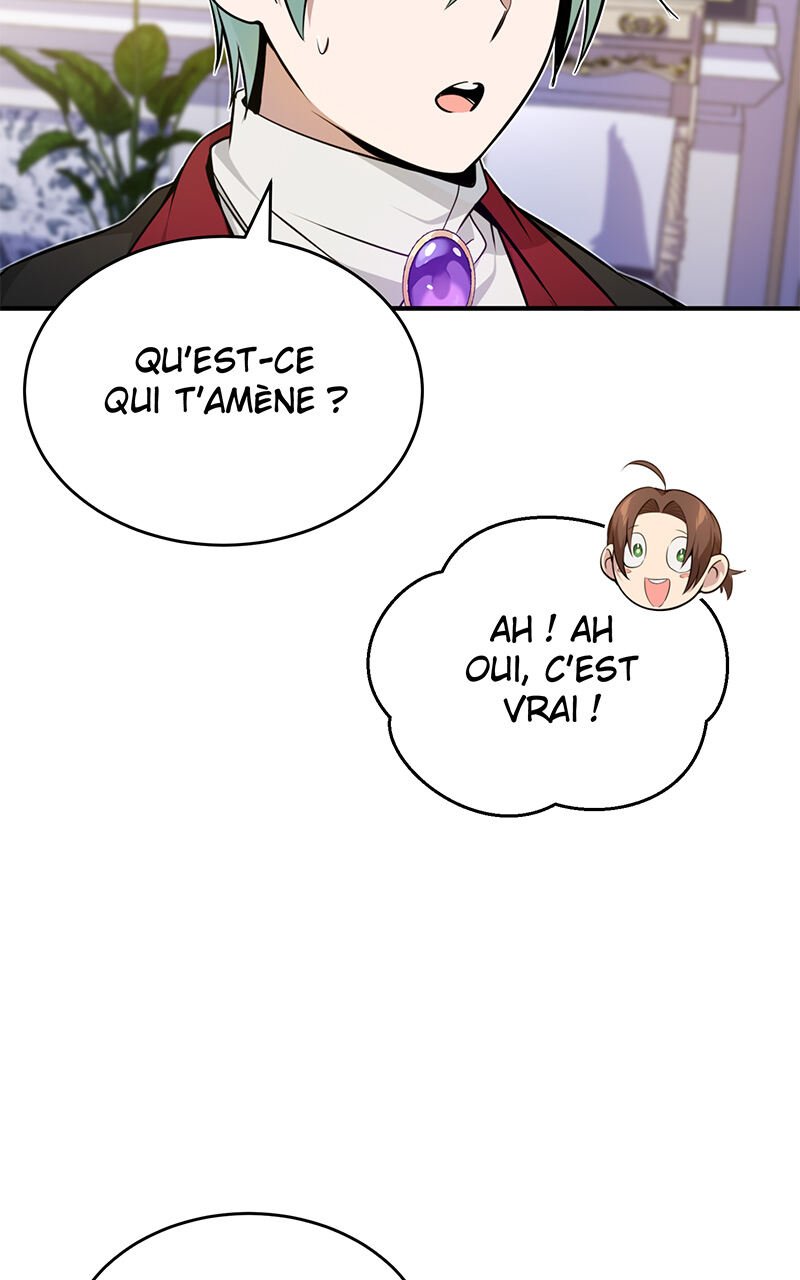 QU'EST-CE
QUI T'AMÈNE ?
AH ! AH
OUI, C'EST
VRAI !